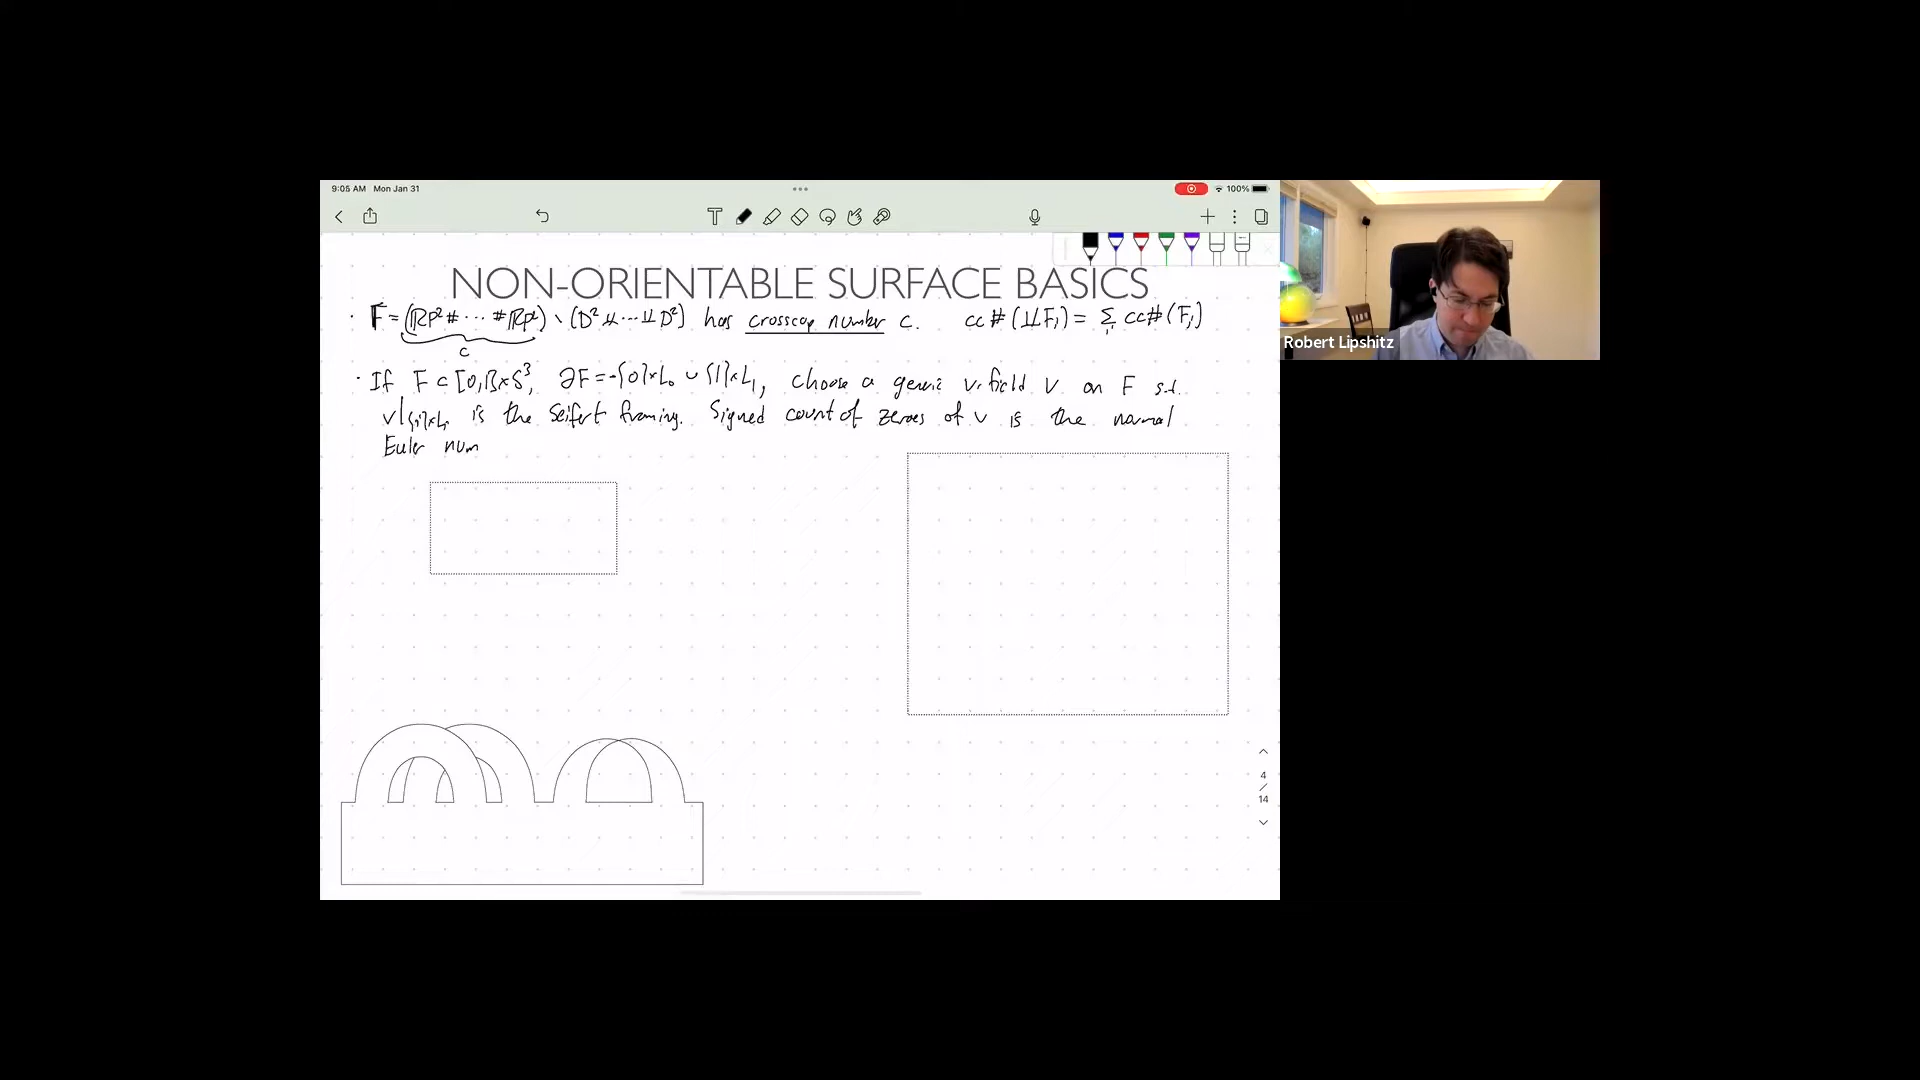 9:05 AM Mon Jan 31
100%
NON-ORIENTABLE SURFACE BASICS
· F = (ℝP² # ··· # ℝP²) \ (D² ⊔ ··· ⊔ D²) has crosscap number c. cc#(⊔Fᵢ) = Σᵢ cc#(Fᵢ)
c
· If F ⊂ [0,1]×S³, ∂F = -{0}×L₀ ∪ {1}×L₁, choose a generic v. field v on F s.t.
v|{i}×Lᵢ is the Seifert framing. Signed count of zeroes of v is the normal
Euler num
4
/
14
Robert Lipshitz